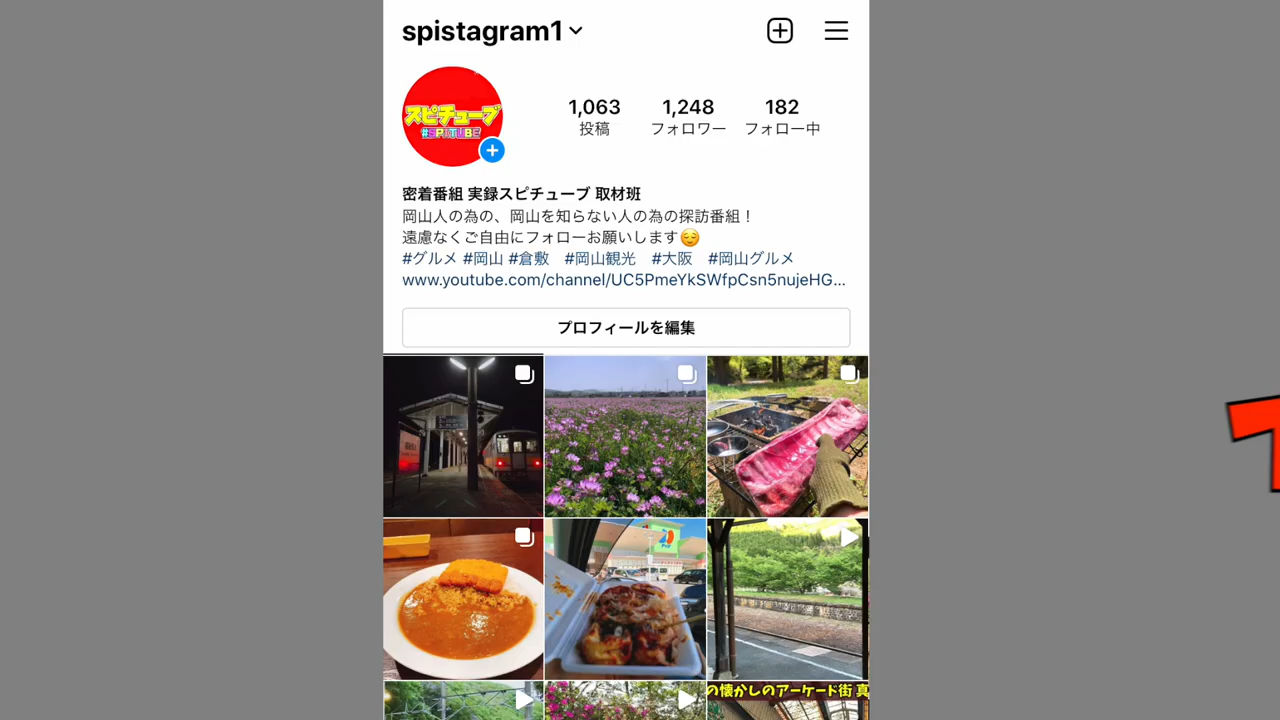 spistagram1
スピチューブ
#SPITUBE
1,063
投稿
1,248
フォロワー
182
フォロー中
密着番組 実録スピチューブ 取材班
岡山人の為の、岡山を知らない人の為の探訪番組！
遠慮なくご自由にフォローお願いします😌
#グルメ #岡山 #倉敷　#岡山観光　#大阪　#岡山グルメ
www.youtube.com/channel/UC5PmeYkSWfpCsn5nujeHG...
プロフィールを編集
の懐かしのアーケード街 真